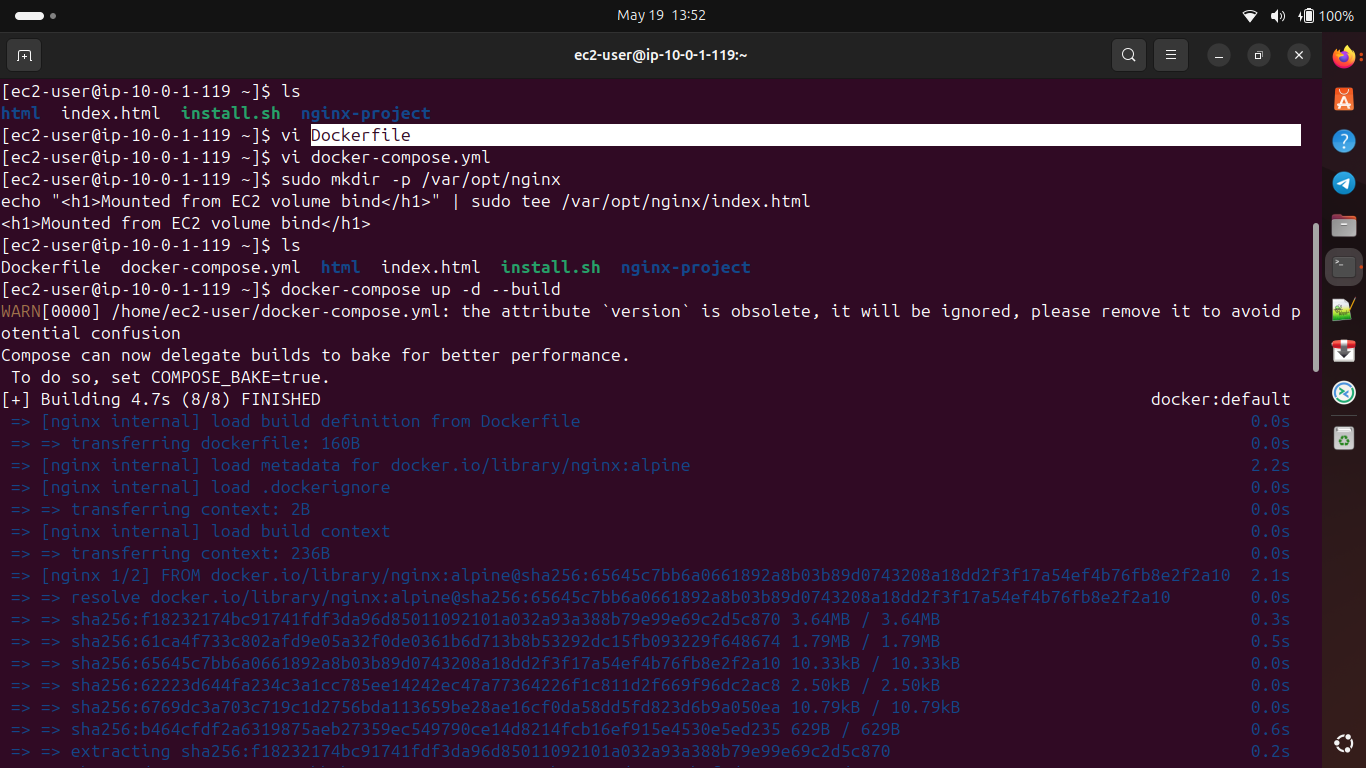 May 19 13:52
100%
ec2-user@ip-10-0-1-119:~
[ec2-user@ip-10-0-1-119 ~]$ ls
html index.html install.sh nginx-project
[ec2-user@ip-10-0-1-119 ~]$ vi Dockerfile
[ec2-user@ip-10-0-1-119 ~]$ vi docker-compose.yml
[ec2-user@ip-10-0-1-119 ~]$ sudo mkdir -p /var/opt/nginx
echo "<h1>Mounted from EC2 volume bind</h1>" | sudo tee /var/opt/nginx/index.html
<h1>Mounted from EC2 volume bind</h1>
[ec2-user@ip-10-0-1-119 ~]$ ls
Dockerfile docker-compose.yml html index.html install.sh nginx-project
[ec2-user@ip-10-0-1-119 ~]$ docker-compose up -d --build
WARN[0000] /home/ec2-user/docker-compose.yml: the attribute `version` is obsolete, it will be ignored, please remove it to avoid p
otential confusion
Compose can now delegate builds to bake for better performance.
To do so, set COMPOSE_BAKE=true.
[+] Building 4.7s (8/8) FINISHED docker:default
=> [nginx internal] load build definition from Dockerfile 0.0s
=> => transferring dockerfile: 160B 0.0s
=> [nginx internal] load metadata for docker.io/library/nginx:alpine 2.2s
=> [nginx internal] load .dockerignore 0.0s
=> => transferring context: 2B 0.0s
=> [nginx internal] load build context 0.0s
=> => transferring context: 236B 0.0s
=> [nginx 1/2] FROM docker.io/library/nginx:alpine@sha256:65645c7bb6a0661892a8b03b89d0743208a18dd2f3f17a54ef4b76fb8e2f2a10 2.1s
=> => resolve docker.io/library/nginx:alpine@sha256:65645c7bb6a0661892a8b03b89d0743208a18dd2f3f17a54ef4b76fb8e2f2a10 0.0s
=> => sha256:f18232174bc91741fdf3da96d85011092101a032a93a388b79e99e69c2d5c870 3.64MB / 3.64MB 0.3s
=> => sha256:61ca4f733c802afd9e05a32f0de0361b6d713b8b53292dc15fb093229f648674 1.79MB / 1.79MB 0.5s
=> => sha256:65645c7bb6a0661892a8b03b89d0743208a18dd2f3f17a54ef4b76fb8e2f2a10 10.33kB / 10.33kB 0.0s
=> => sha256:62223d644fa234c3a1cc785ee14242ec47a77364226f1c811d2f669f96dc2ac8 2.50kB / 2.50kB 0.0s
=> => sha256:6769dc3a703c719c1d2756bda113659be28ae16cf0da58dd5fd823d6b9a050ea 10.79kB / 10.79kB 0.0s
=> => sha256:b464cfdf2a6319875aeb27359ec549790ce14d8214fcb16ef915e4530e5ed235 629B / 629B 0.6s
=> => extracting sha256:f18232174bc91741fdf3da96d85011092101a032a93a388b79e99e69c2d5c870 0.2s